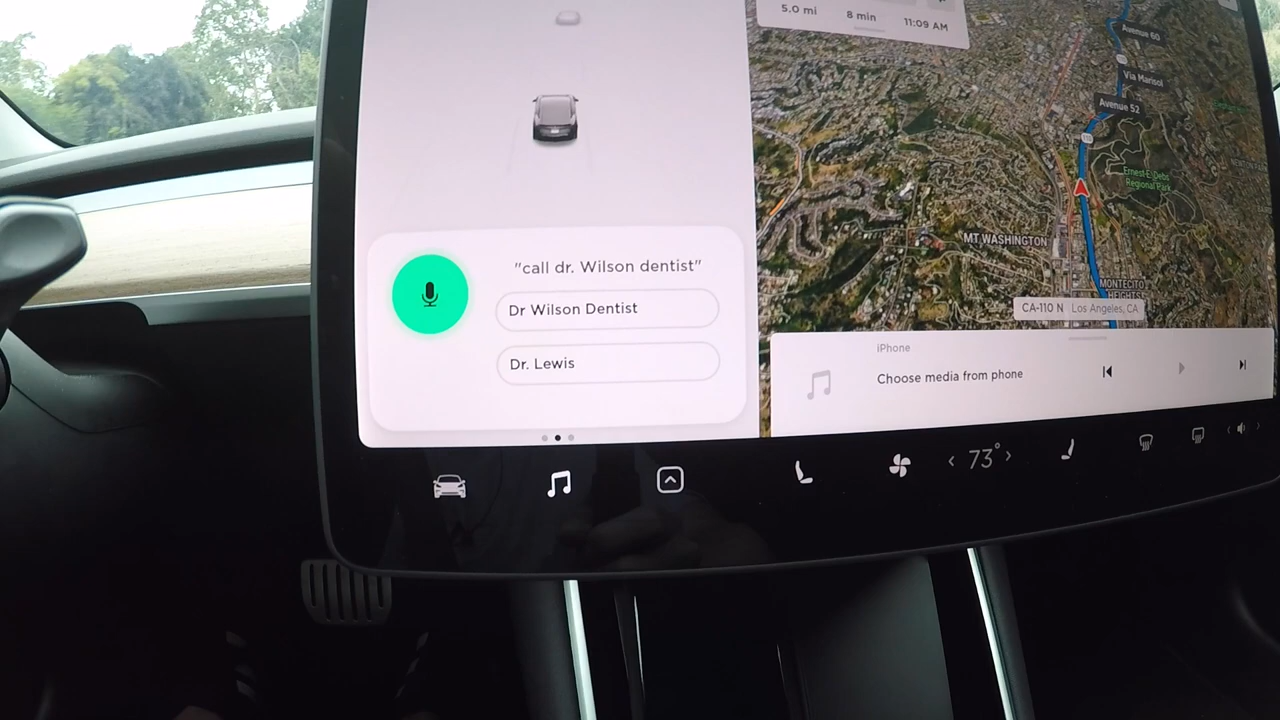 5.0 mi 8 min 11:09 AM
Avenue 60
Via Marisol
Avenue 52
Ernest E. Debs
Regional Park
MT WASHINGTON
MONTECITO
HEIGHTS
CA-110 N Los Angeles, CA
"call dr. Wilson dentist"
Dr Wilson Dentist
Dr. Lewis
iPhone
Choose media from phone
73°